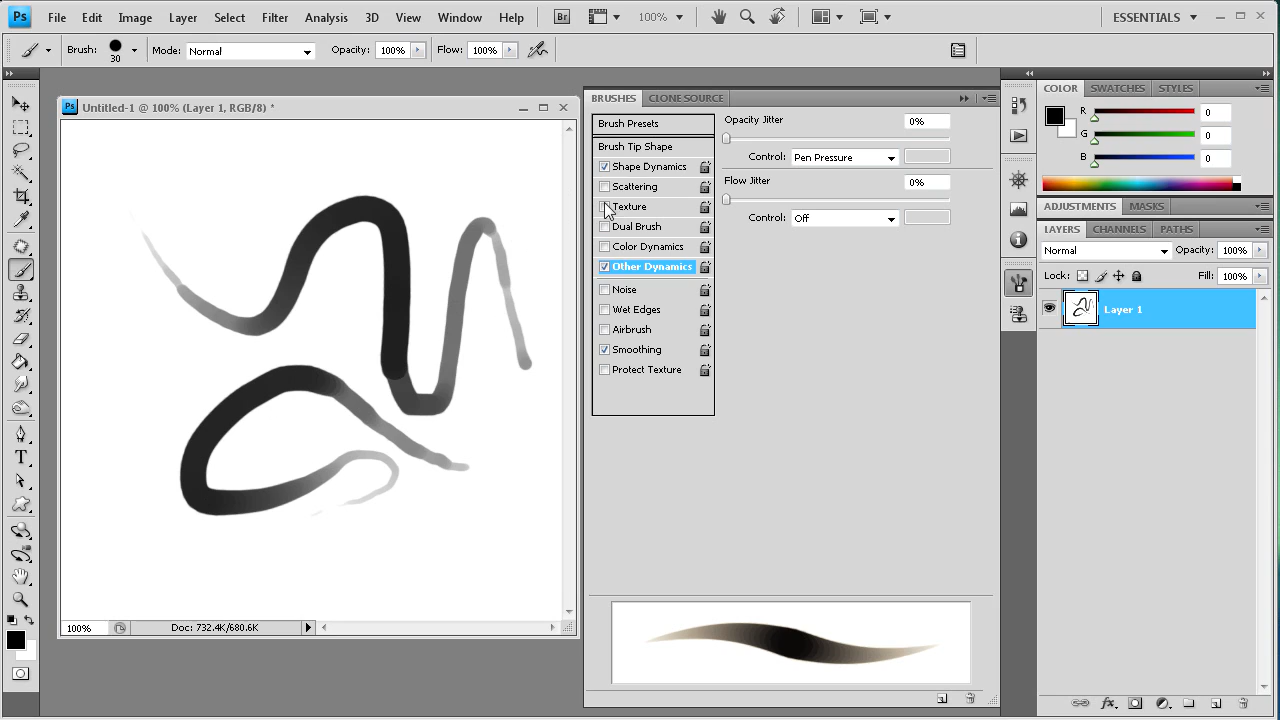 Ps File Edit Image Layer Select Filter Analysis 3D View Window Help Br 100% ESSENTIALS
Brush: 30 Mode: Normal Opacity: 100% Flow: 100%
Ps Untitled-1 @ 100% (Layer 1, RGB/8) *
100% Doc: 732.4K/680.6K
T
BRUSHES CLONE SOURCE
Brush Presets
Brush Tip Shape
Shape Dynamics
Scattering
Texture
Dual Brush
Color Dynamics
Other Dynamics
Noise
Wet Edges
Airbrush
Smoothing
Protect Texture
Opacity Jitter 0%
Control: Pen Pressure
Flow Jitter 0%
Control: Off
COLOR SWATCHES STYLES
R 0
G 0
B 0
ADJUSTMENTS MASKS
LAYERS CHANNELS PATHS
Normal Opacity: 100%
Lock: Fill: 100%
Layer 1
fx